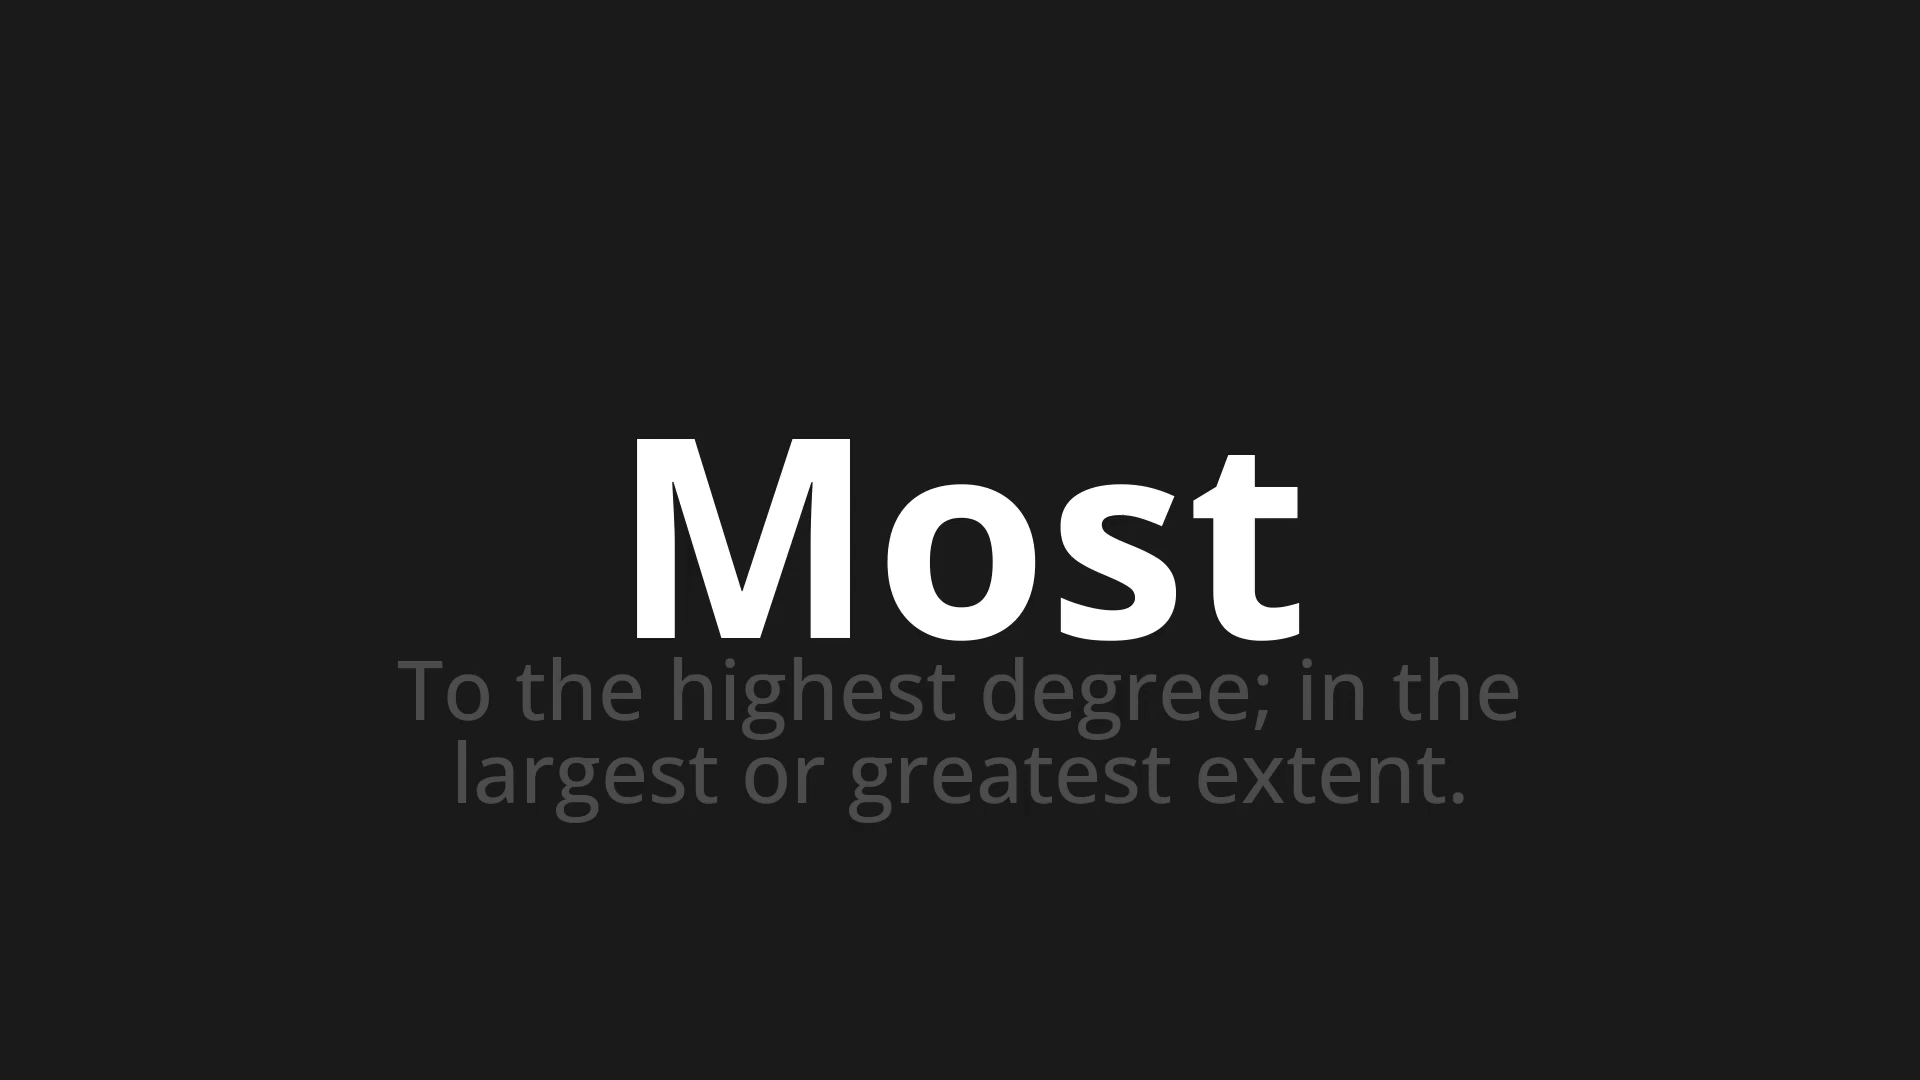 Most
To the highest degree; in the
largest or greatest extent.